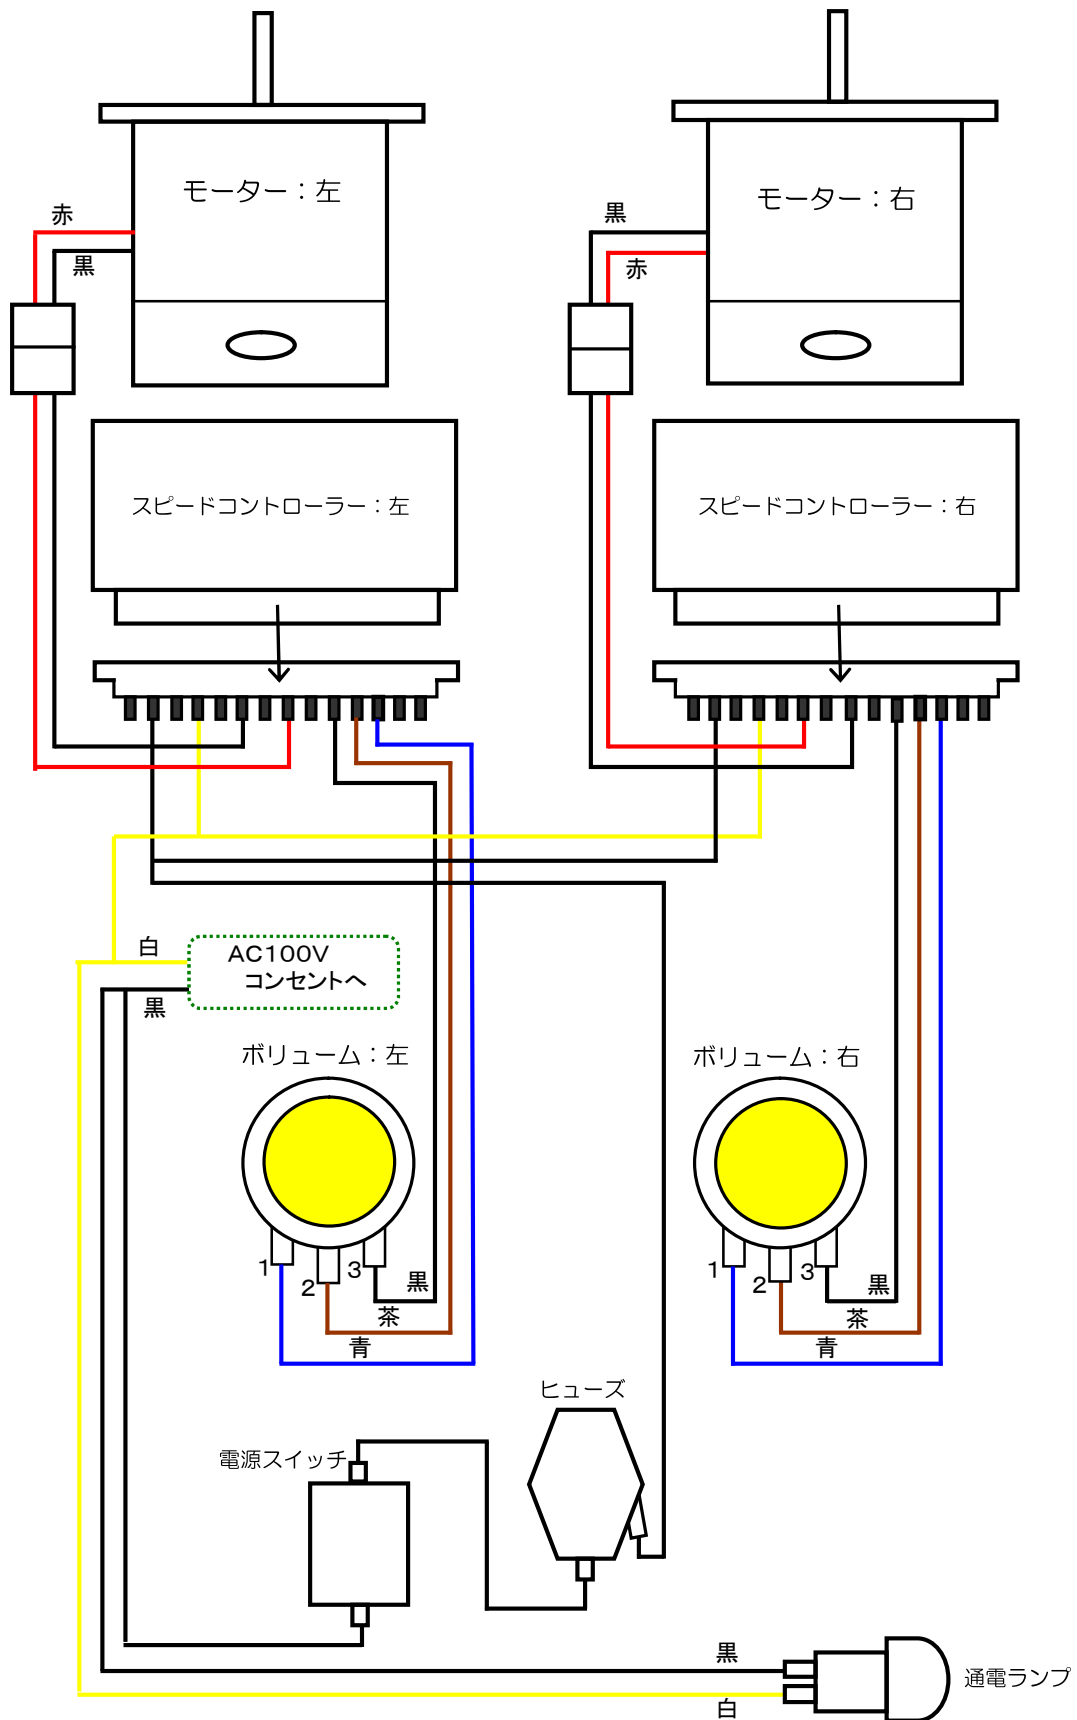 モーター：左
モーター：右
赤
黒
黒
赤
スピードコントローラー：左
スピードコントローラー：右
白
AC100V
コンセントへ
黒
ボリューム：左
ボリューム：右
1
2
3
黒
茶
青
1
2
3
黒
茶
青
ヒューズ
電源スイッチ
黒
白
通電ランプ